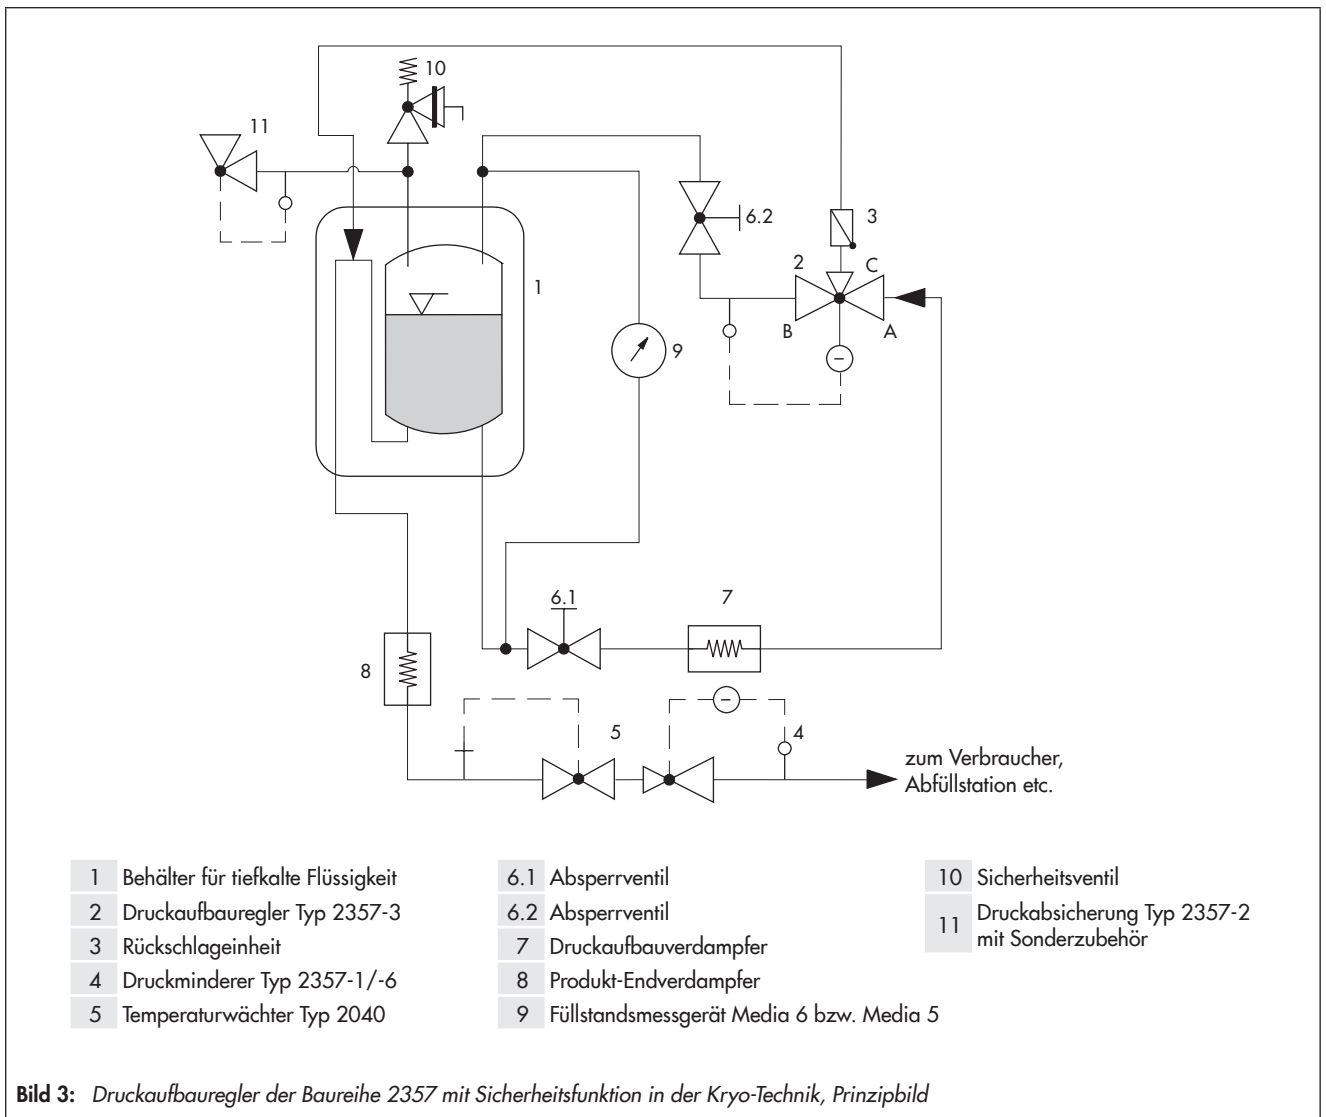 10
11
6.2
3
2
C
1
B
A
9
6.1
7
8
5
4
zum Verbraucher,
Abfüllstation etc.
1 Behälter für tiefkalte Flüssigkeit
2 Druckaufbauregler Typ 2357-3
3 Rückschlageinheit
4 Druckminderer Typ 2357-1/-6
5 Temperaturwächter Typ 2040
6.1 Absperrventil
6.2 Absperrventil
7 Druckaufbauverdampfer
8 Produkt-Endverdampfer
9 Füllstandsmessgerät Media 6 bzw. Media 5
10 Sicherheitsventil
11 Druckabsicherung Typ 2357-2
mit Sonderzubehör
Bild 3: Druckaufbauregler der Baureihe 2357 mit Sicherheitsfunktion in der Kryo-Technik, Prinzipbild